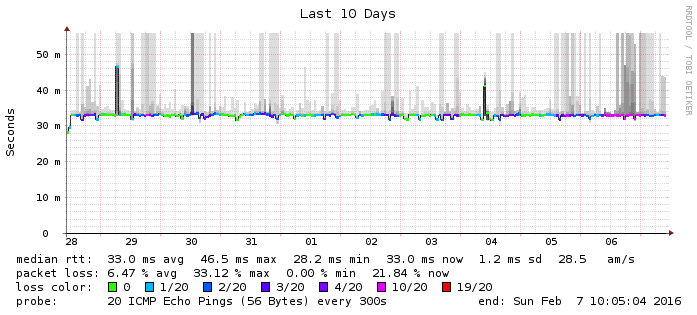 Last 10 Days
RRDTOOL / TOBI OETIKER
Seconds
50 m
40 m
30 m
20 m
10 m
0
28 29 30 31 01 02 03 04 05 06
median rtt: 33.0 ms avg 46.5 ms max 28.2 ms min 33.0 ms now 1.2 ms sd 28.5 am/s
packet loss: 6.47 % avg 33.12 % max 0.00 % min 21.84 % now
loss color: 0 1/20 2/20 3/20 4/20 10/20 19/20
probe: 20 ICMP Echo Pings (56 Bytes) every 300s end: Sun Feb 7 10:05:04 2016